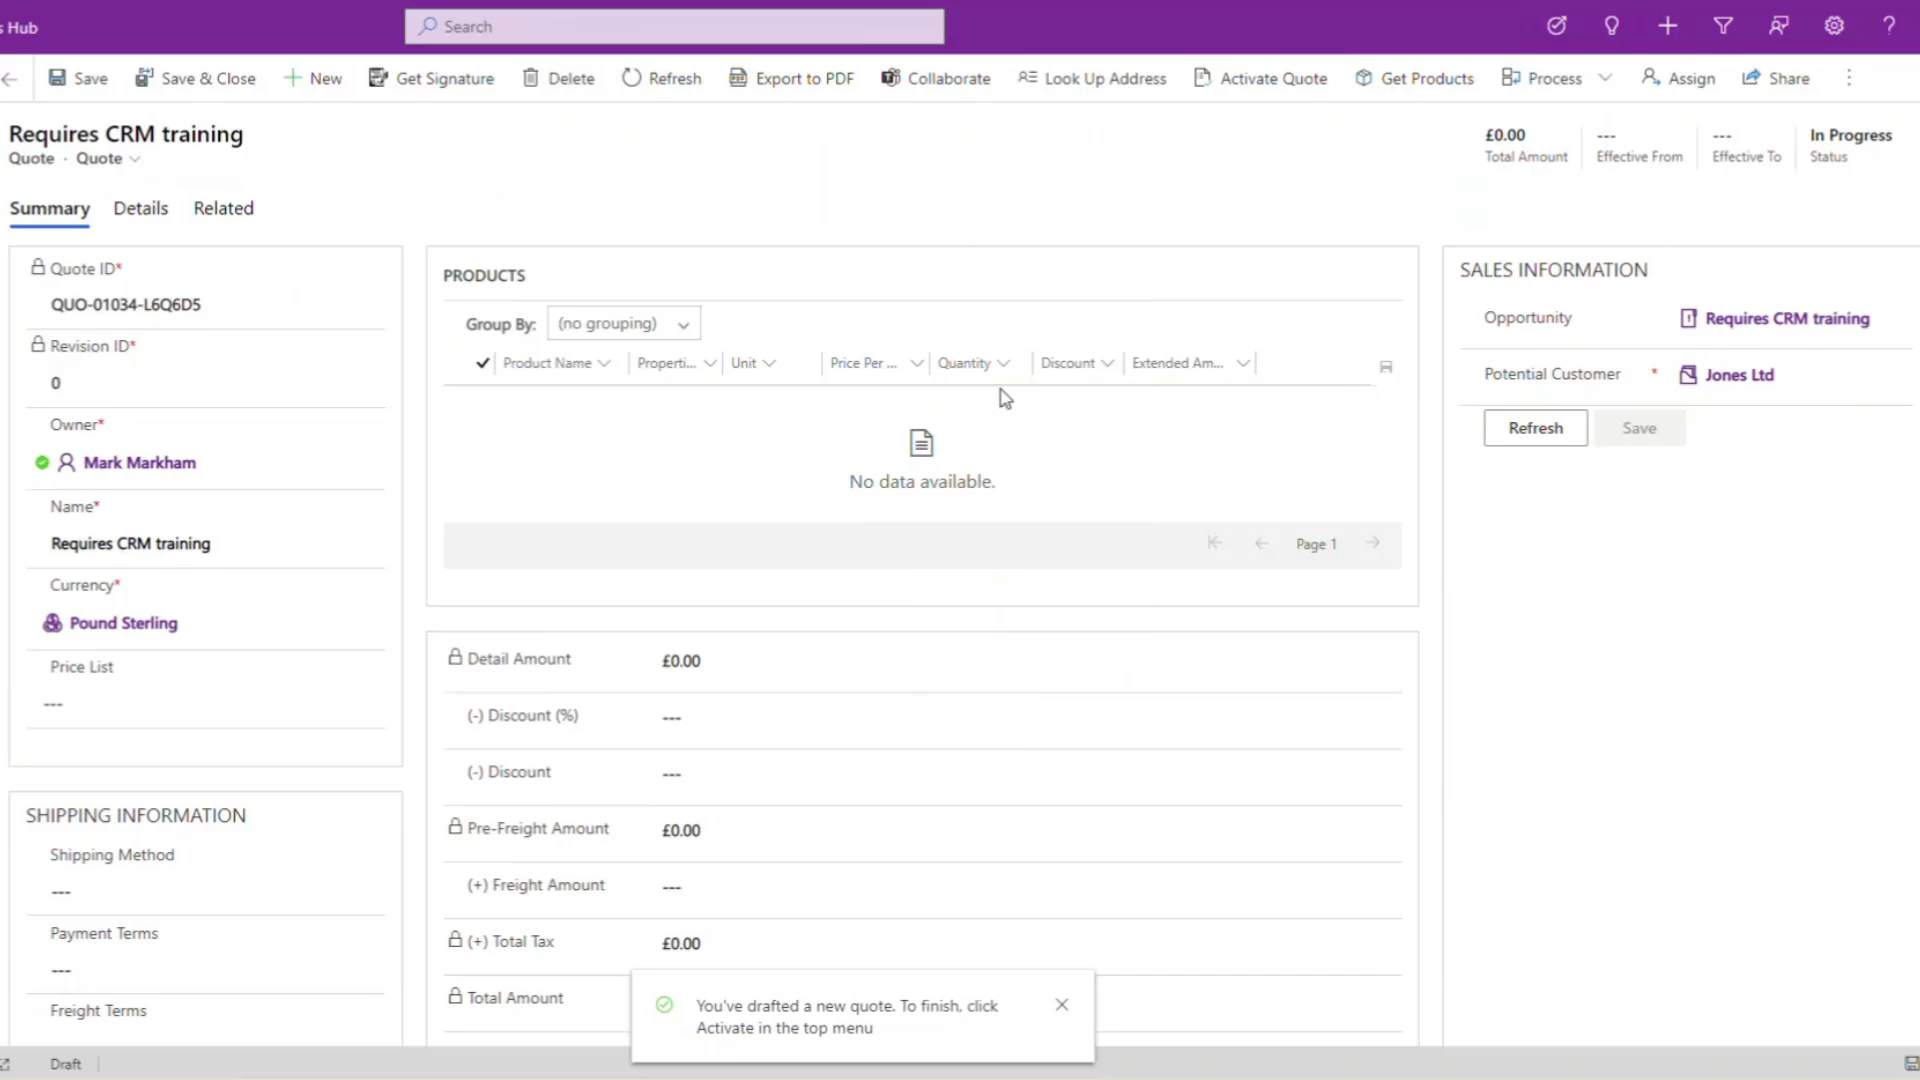 s Hub
Search
Save
Save & Close
New
Get Signature
Delete
Refresh
Export to PDF
Collaborate
Look Up Address
Activate Quote
Get Products
Process
Assign
Share
Requires CRM training
Quote · Quote
£0.00
Total Amount
---
Effective From
---
Effective To
In Progress
Status
Summary
Details
Related
Quote ID*
QUO-01034-L6Q6D5
Revision ID*
0
Owner*
Mark Markham
Name*
Requires CRM training
Currency*
Pound Sterling
Price List
---
SHIPPING INFORMATION
Shipping Method
---
Payment Terms
---
Freight Terms
PRODUCTS
Group By: (no grouping)
Product Name
Properti...
Unit
Price Per ...
Quantity
Discount
Extended Am...
No data available.
Page 1
Detail Amount £0.00
(-) Discount (%) ---
(-) Discount ---
Pre-Freight Amount £0.00
(+) Freight Amount ---
(+) Total Tax £0.00
Total Amount
You've drafted a new quote. To finish, click
Activate in the top menu
SALES INFORMATION
Opportunity Requires CRM training
Potential Customer * Jones Ltd
Refresh
Save
Draft